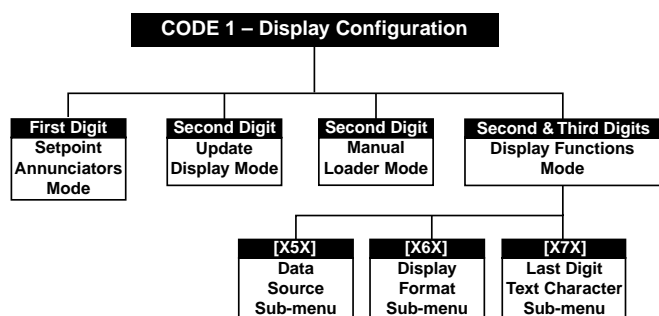 CODE 1 – Display Configuration
First Digit
Setpoint
Annunciators
Mode
Second Digit
Update
Display Mode
Second Digit
Manual
Loader Mode
Second & Third Digits
Display Functions
Mode
[X5X]
Data
Source
Sub-menu
[X6X]
Display
Format
Sub-menu
[X7X]
Last Digit
Text Character
Sub-menu